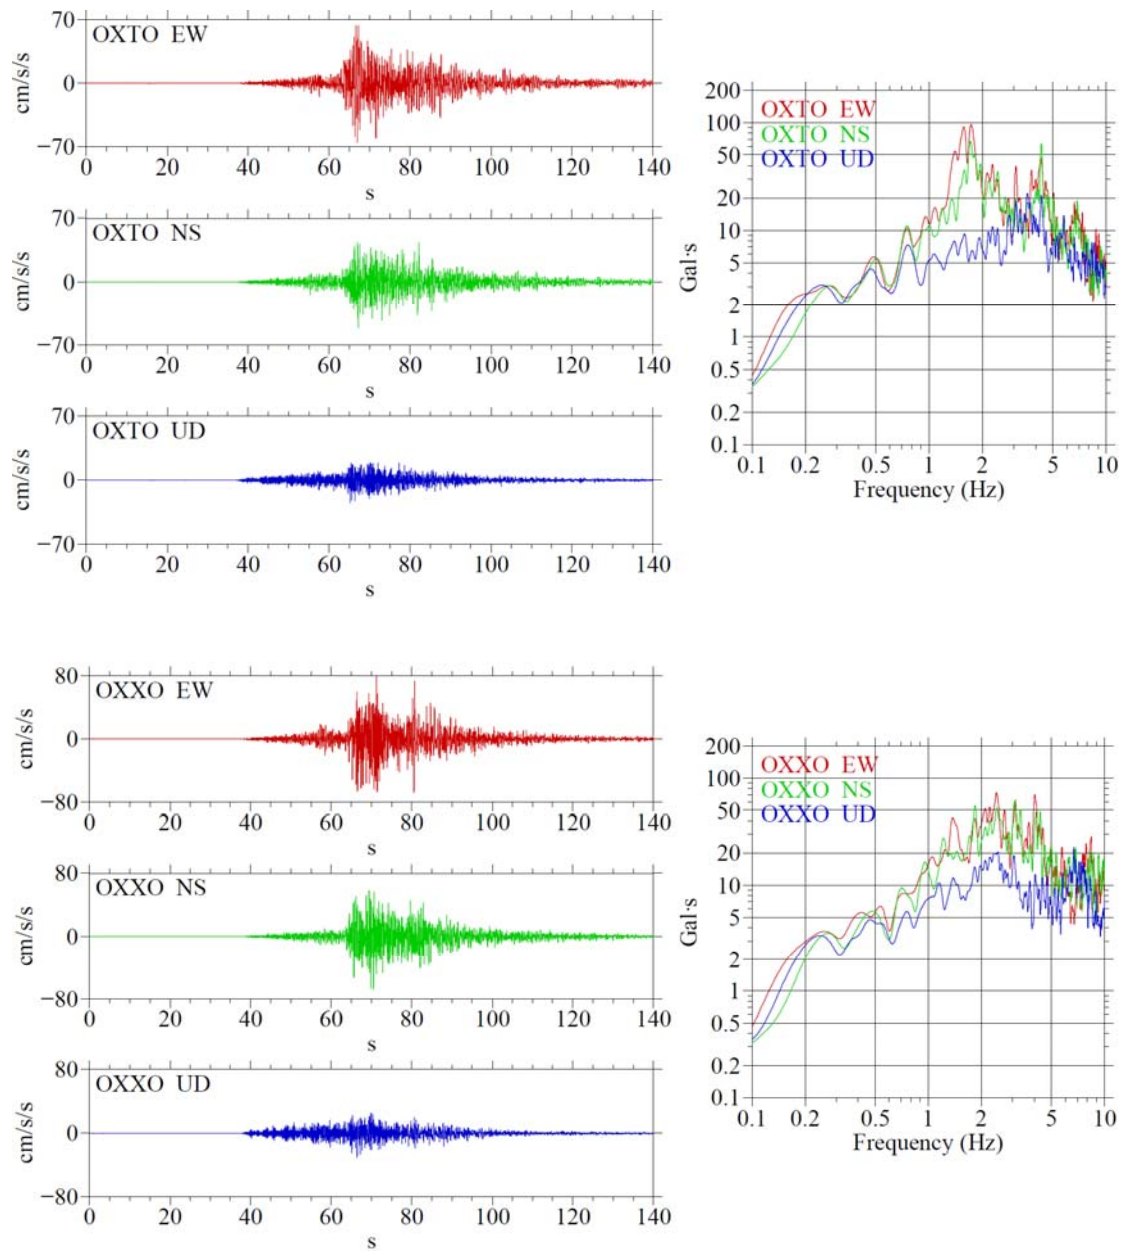 70
OXTO EW
cm/s/s
0
−70
0 20 40 60 80 100 120 140
s
70
OXTO NS
cm/s/s
0
−70
0 20 40 60 80 100 120 140
s
70
OXTO UD
cm/s/s
0
−70
0 20 40 60 80 100 120 140
s
200
OXTO EW
100
OXTO NS
OXTO UD
50
20
10
Gal·s
5
2
1
0.5
0.2
0.1
0.1 0.2 0.5 1 2 5 10
Frequency (Hz)
80
OXXO EW
cm/s/s
0
−80
0 20 40 60 80 100 120 140
s
80
OXXO NS
cm/s/s
0
−80
0 20 40 60 80 100 120 140
s
80
OXXO UD
cm/s/s
0
−80
0 20 40 60 80 100 120 140
s
200
OXXO EW
100
OXXO NS
OXXO UD
50
20
10
Gal·s
5
2
1
0.5
0.2
0.1
0.1 0.2 0.5 1 2 5 10
Frequency (Hz)